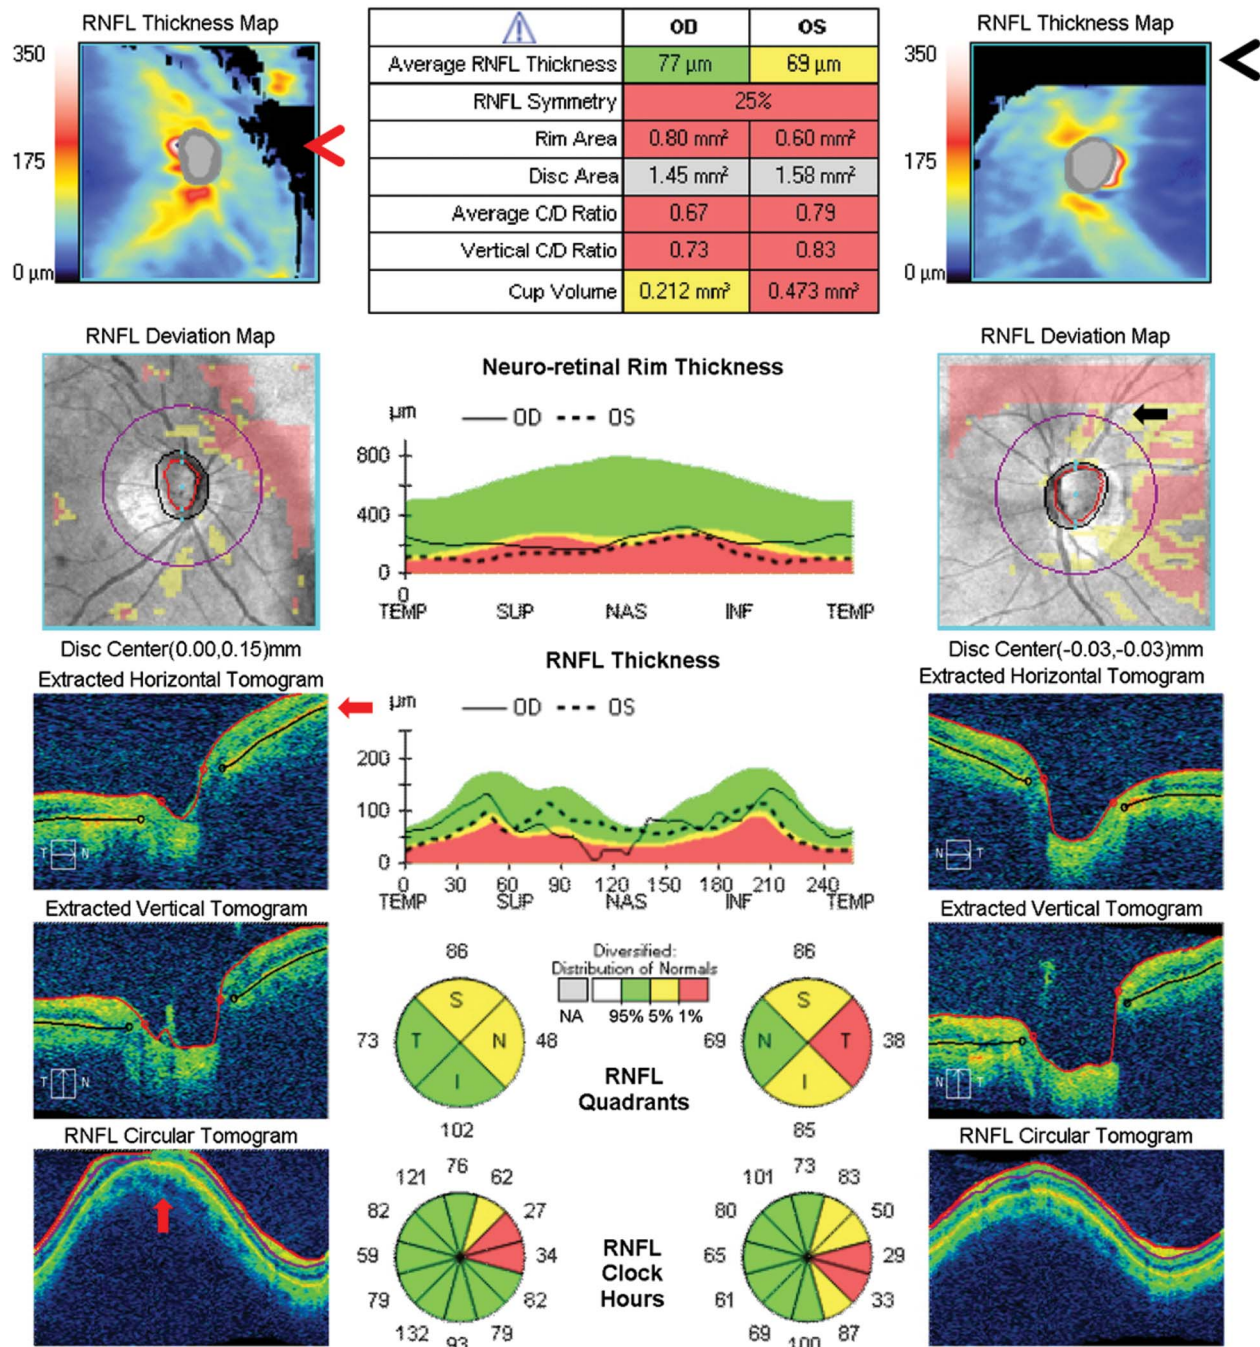 RNFL Thickness Map
350
175
0 µm
OD OS
Average RNFL Thickness 77 µm 69 µm
RNFL Symmetry 25%
Rim Area 0.80 mm² 0.60 mm²
Disc Area 1.45 mm² 1.58 mm²
Average C/D Ratio 0.67 0.79
Vertical C/D Ratio 0.73 0.83
Cup Volume 0.212 mm³ 0.473 mm³
RNFL Thickness Map
350
175
0 µm
RNFL Deviation Map
Disc Center(0.00,0.15)mm
Neuro-retinal Rim Thickness
µm
OD OS
800
400
0
0
TEMP SUP NAS INF TEMP
RNFL Deviation Map
Disc Center(-0.03,-0.03)mm
Extracted Horizontal Tomogram
T N
RNFL Thickness
µm
OD OS
200
100
0
0 30 60 90 120 150 180 210 240
TEMP SUP NAS INF TEMP
Extracted Horizontal Tomogram
N T
Extracted Vertical Tomogram
T N
86
S
73 T N 48
I
102
Diversified:
Distribution of Normals
NA 95% 5% 1%
RNFL
Quadrants
86
S
69 N T 38
I
85
Extracted Vertical Tomogram
T N
RNFL Circular Tomogram
76
121 62
82 27
59 34
79 82
132 79
93
RNFL
Clock
Hours
73
101 83
80 50
65 29
61 33
69 87
100
RNFL Circular Tomogram